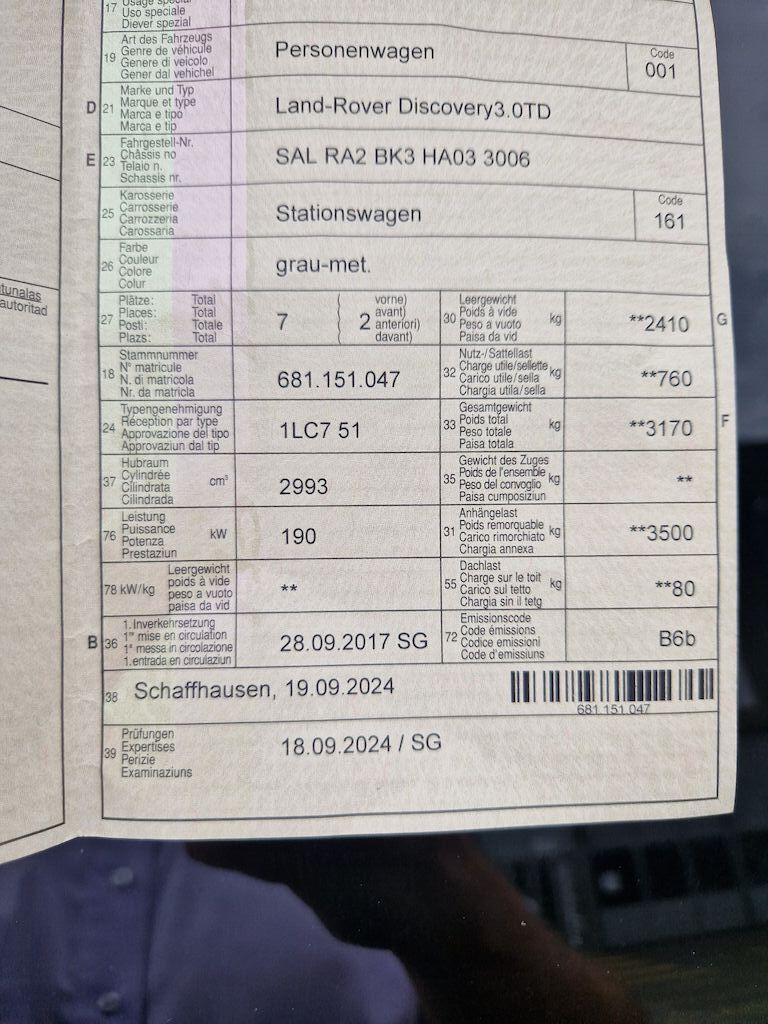 17 Usage spécial
Uso speciale
Diever spezial
19 Art des Fahrzeugs
Genre de véhicule
Genere di veicolo
Gener dal vehichel
Personenwagen
Code
001
D 21 Marke und Typ
Marque et type
Marca e tipo
Marca e tip
Land-Rover Discovery3.0TD
E 23 Fahrgestell-Nr.
Châssis no
Telaio n.
Schassis nr.
SAL RA2 BK3 HA03 3006
25 Karosserie
Carrosserie
Carrozzeria
Carossaria
Stationswagen
Code
161
26 Farbe
Couleur
Colore
Colur
grau-met.
tunalas
autoritad
27 Plätze: Total
Places: Total
Posti: Totale
Plazs: Total
7
2
vorne)
avant)
anteriori)
davant)
30 Leergewicht
Poids à vide
Peso a vuoto
Paisa da vid
kg
**2410
G
18 Stammnummer
N° matricule
N. di matricola
Nr. da matricla
681.151.047
32 Nutz-/Sattellast
Charge utile/sellette
Carico utile/sella
Chargia utila/sella
kg
**760
24 Typengenehmigung
Réception par type
Approvazione del tipo
Approvaziun dal tip
1LC7 51
33 Gesamtgewicht
Poids total
Peso totale
Paisa totala
kg
**3170
F
37 Hubraum
Cylindrée
Cilindrata
Cilindrada
cm³
2993
35 Gewicht des Zuges
Poids de l'ensemble
Peso del convoglio
Paisa cumposiziun
kg
**
76 Leistung
Puissance
Potenza
Prestaziun
kW
190
31 Anhängelast
Poids remorquable
Carico rimorchiato
Chargia annexa
kg
**3500
78 kW/kg
Leergewicht
poids à vide
peso a vuoto
paisa da vid
**
55 Dachlast
Charge sur le toit
Carico sul tetto
Chargia sin il tetg
kg
**80
B 36 1.Inverkehrsetzung
1re mise en circulation
1a messa in circolazione
1.entrada en circulaziun
28.09.2017 SG
72 Emissionscode
Code émissions
Codice emissioni
Code d'emissiuns
B6b
38 Schaffhausen, 19.09.2024
681.151.047
39 Prüfungen
Expertises
Perizie
Examinaziuns
18.09.2024 / SG